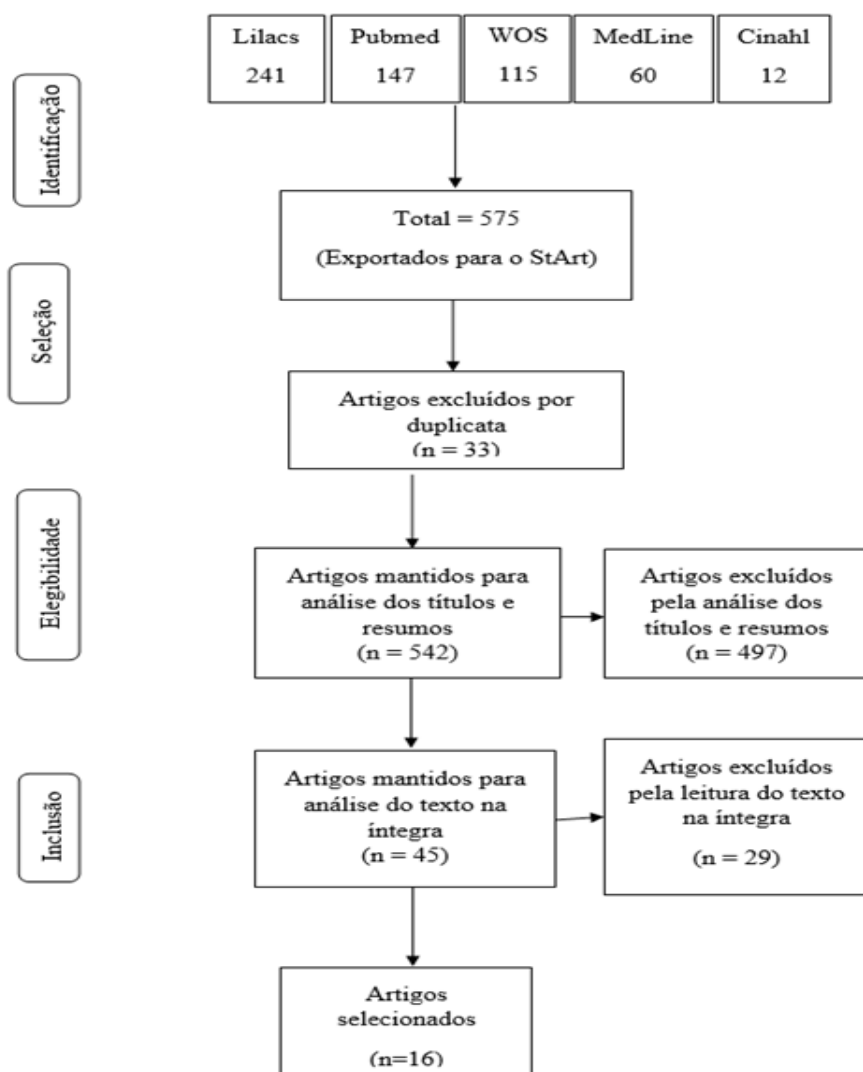 Lilacs
241
Pubmed
147
WOS
115
MedLine
60
Cinahl
12
Identificação
Total = 575
(Exportados para o StArt)
Seleção
Artigos excluídos por
duplicata
(n = 33)
Elegibilidade
Artigos mantidos para
análise dos títulos e
resumos
(n = 542)
Artigos excluídos
pela análise dos
títulos e resumos
(n = 497)
Inclusão
Artigos mantidos para
análise do texto na
íntegra
(n = 45)
Artigos excluídos
pela leitura do texto
na íntegra
(n = 29)
Artigos
selecionados
(n=16)